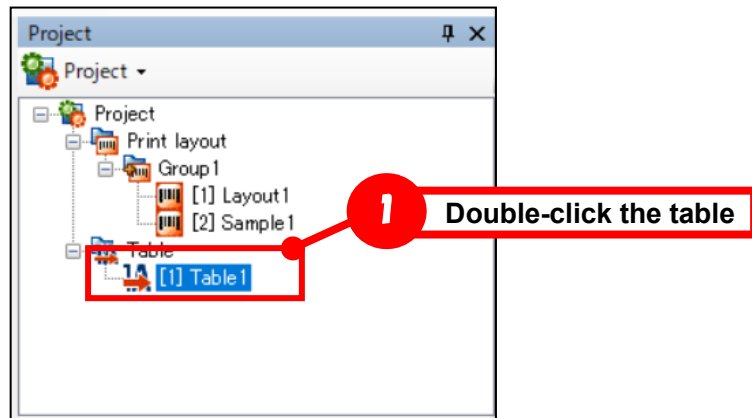 Project
Project
Project
Print layout
Group1
[1] Layout1
[2] Sample1
1 Double-click the table
Table
[1] Table1